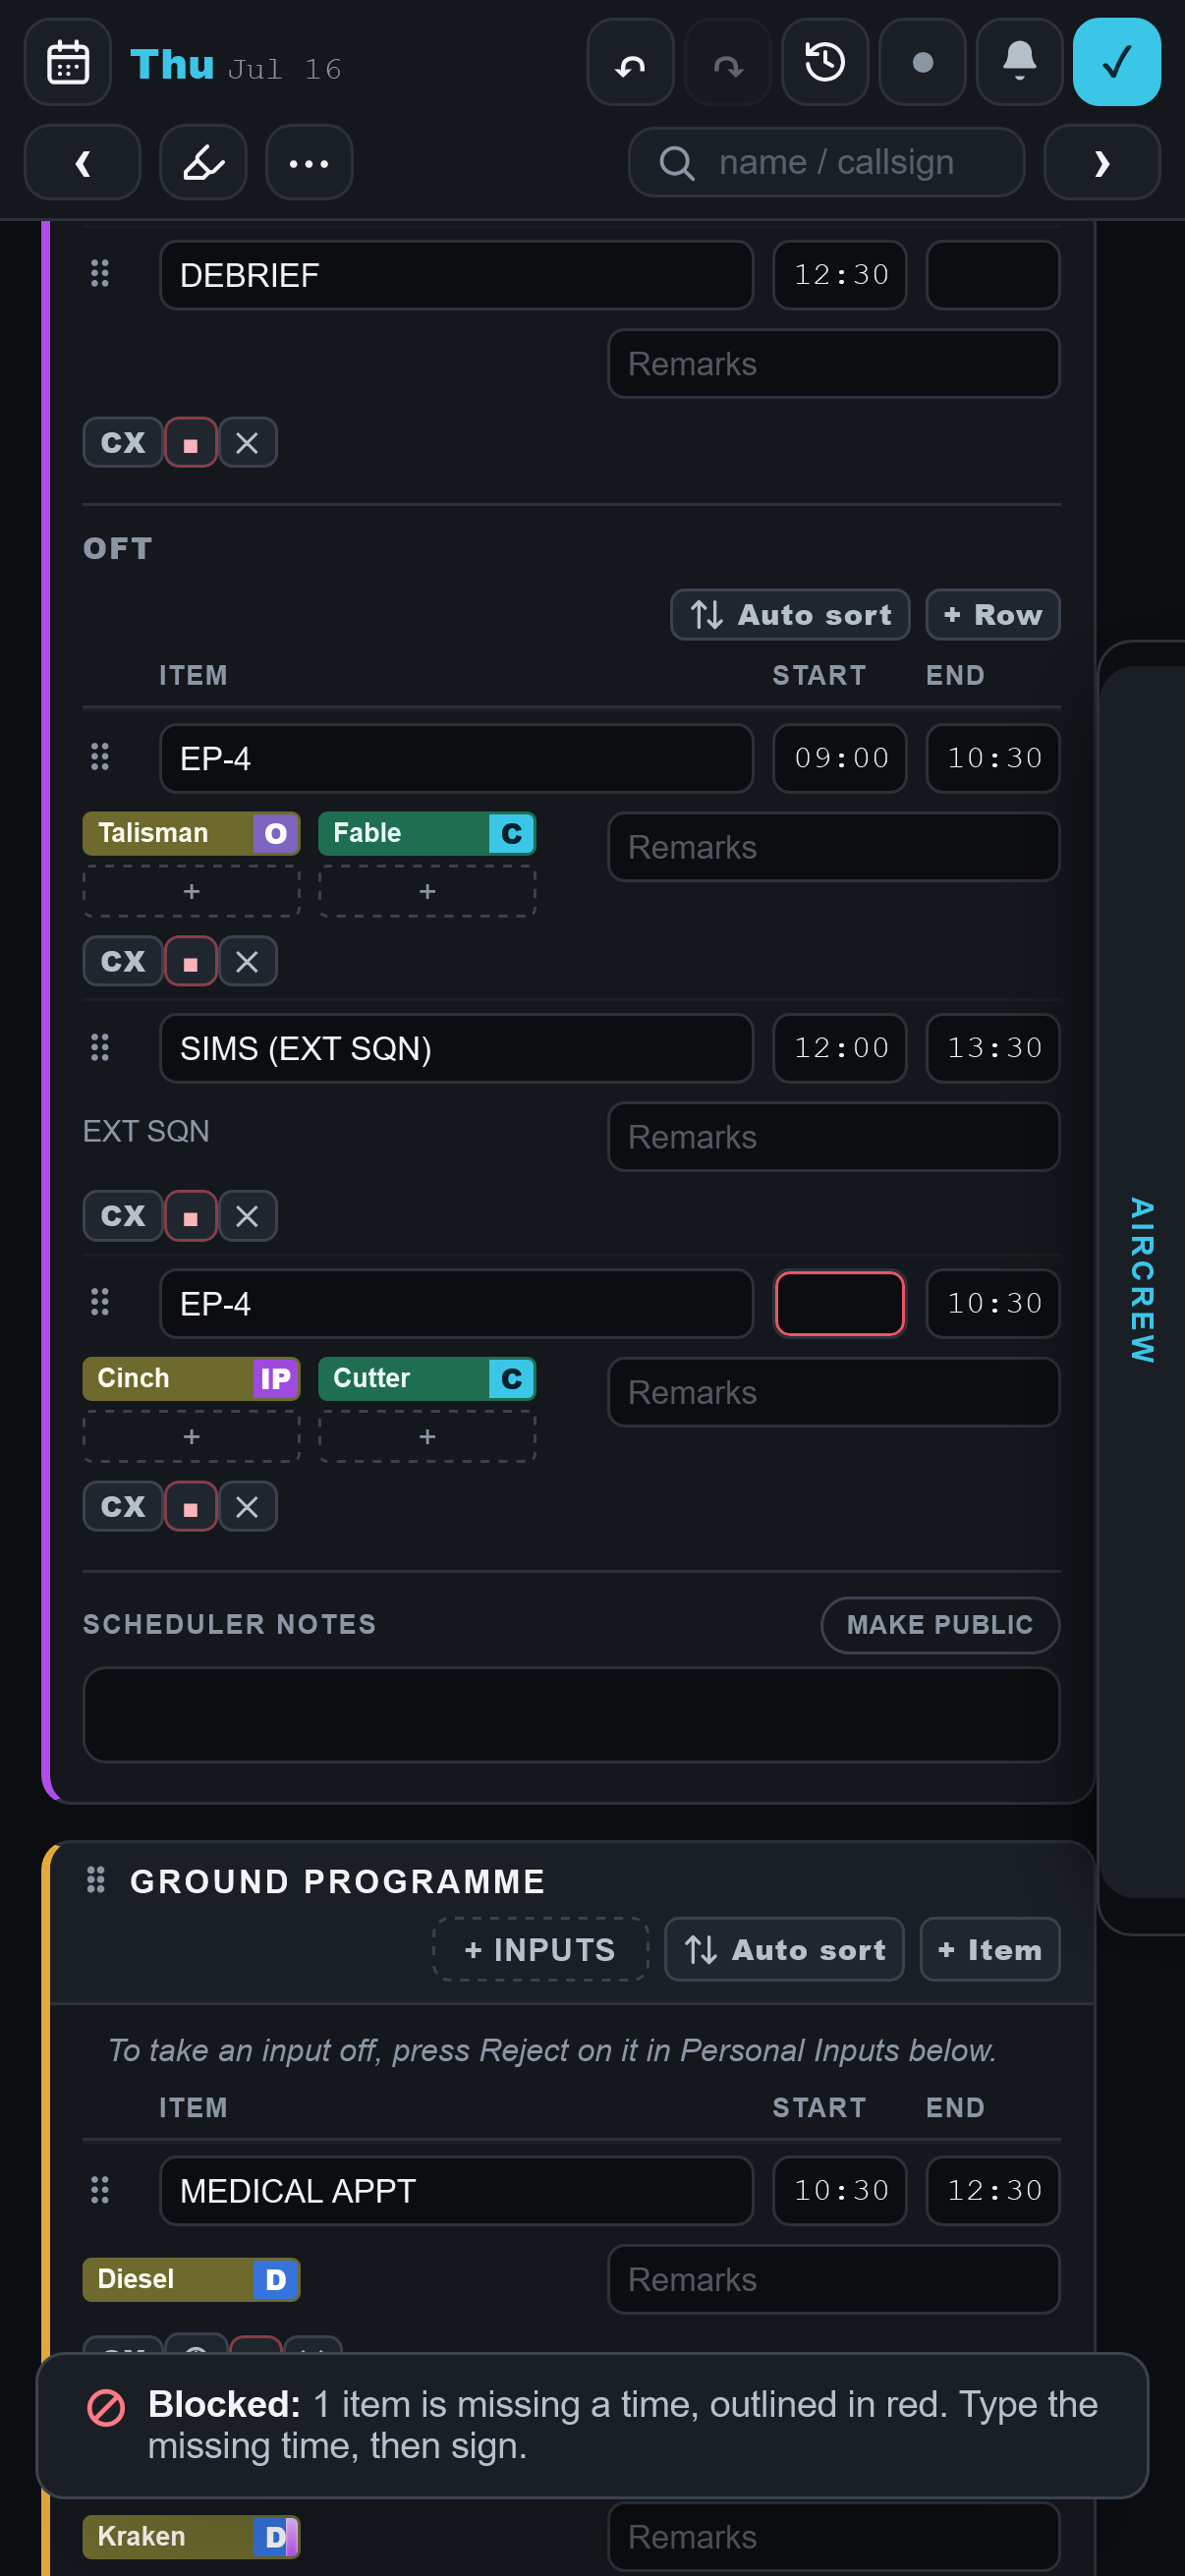 Thu Jul 16
name / callsign
DEBRIEF 12:30
Remarks
CX
OFT
Auto sort + Row
ITEM START END
EP-4 09:00 10:30
Talisman O Fable C Remarks
+ +
CX
SIMS (EXT SQN) 12:00 13:30
EXT SQN Remarks
CX
EP-4 10:30
Cinch IP Cutter C Remarks
+ +
CX
AIRCREW
SCHEDULER NOTES MAKE PUBLIC
GROUND PROGRAMME
+ INPUTS Auto sort + Item
To take an input off, press Reject on it in Personal Inputs below.
ITEM START END
MEDICAL APPT 10:30 12:30
Diesel D Remarks
Blocked: 1 item is missing a time, outlined in red. Type the
missing time, then sign.
Kraken D Remarks